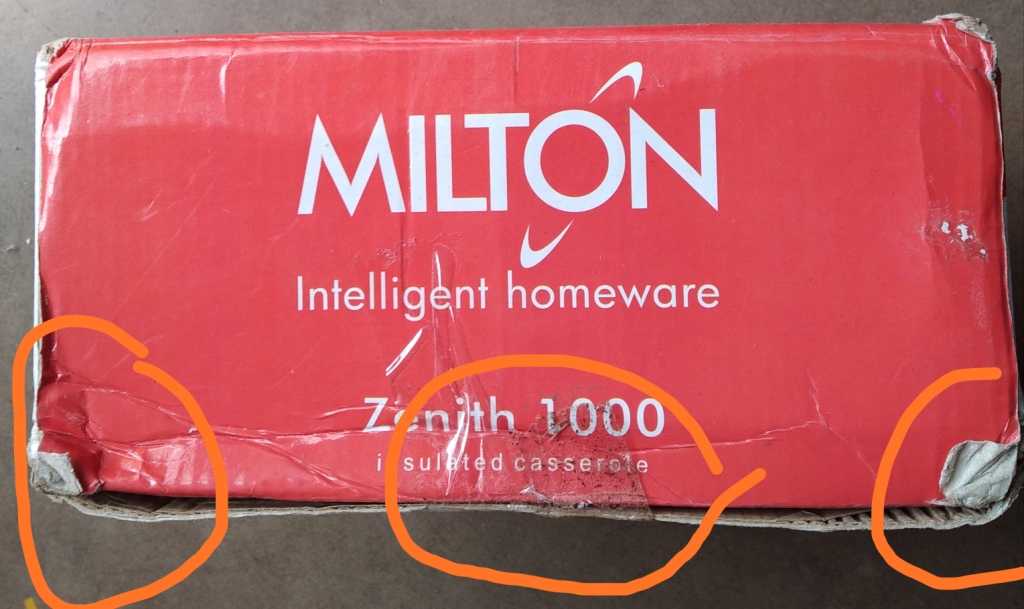 MILTON
Intelligent homeware
Zenith 1000
insulated casserole